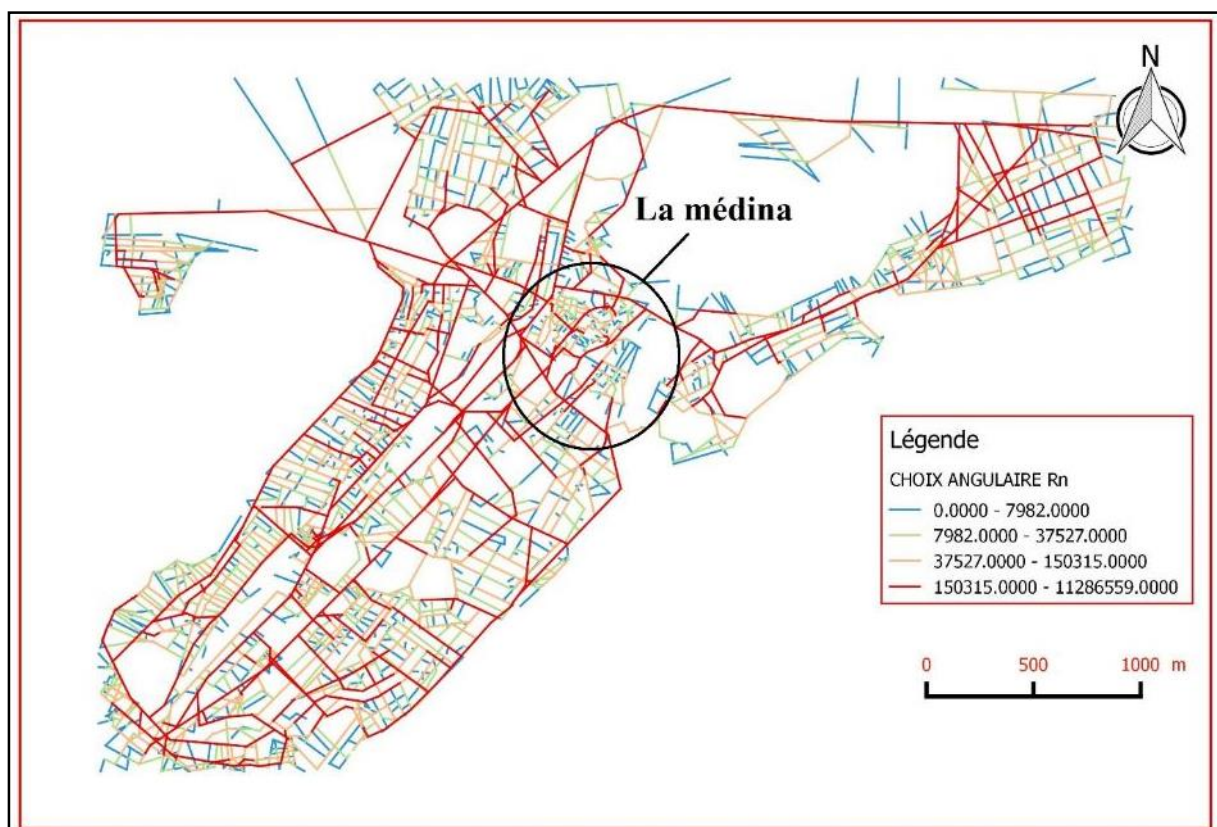 N
La médina
Légende
CHOIX ANGULAIRE Rn
0.0000 - 7982.0000
7982.0000 - 37527.0000
37527.0000 - 150315.0000
150315.0000 - 11286559.0000
0 500 1000 m